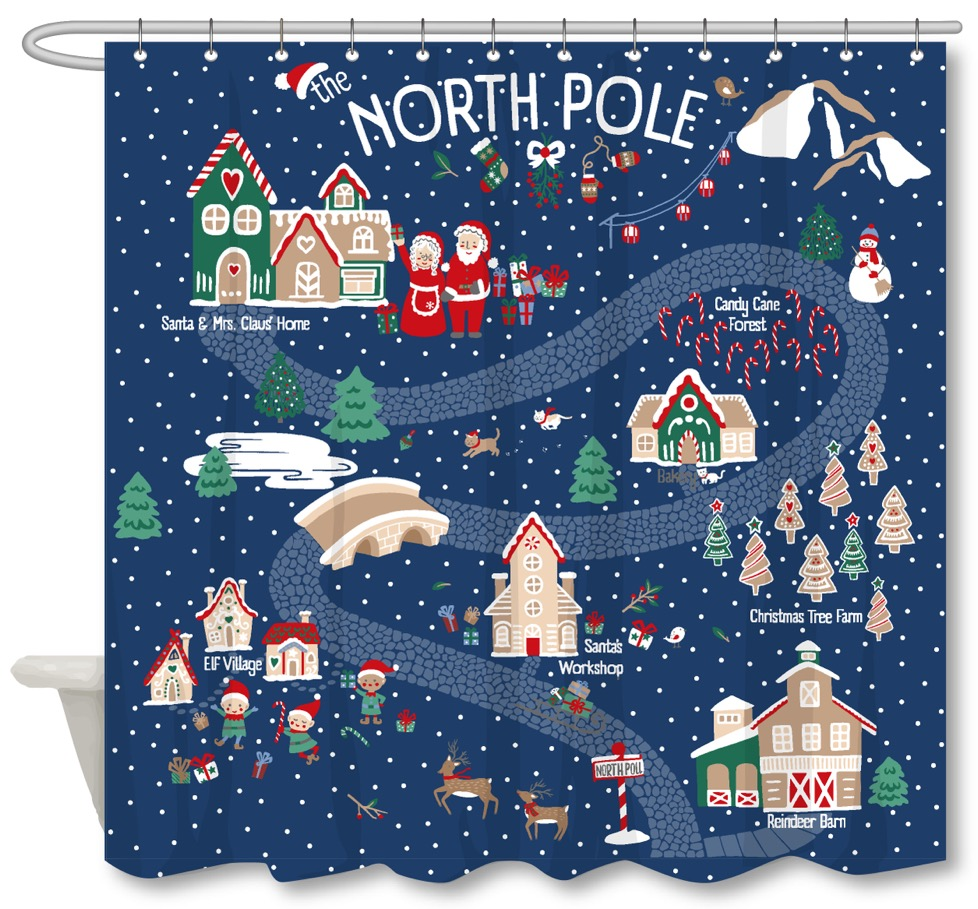 the
NORTH POLE
Santa & Mrs. Claus' Home
Candy Cane
Forest
Bakery
Christmas Tree Farm
Elf Village
Santa's
Workshop
NORTH POLL
Reindeer Barn